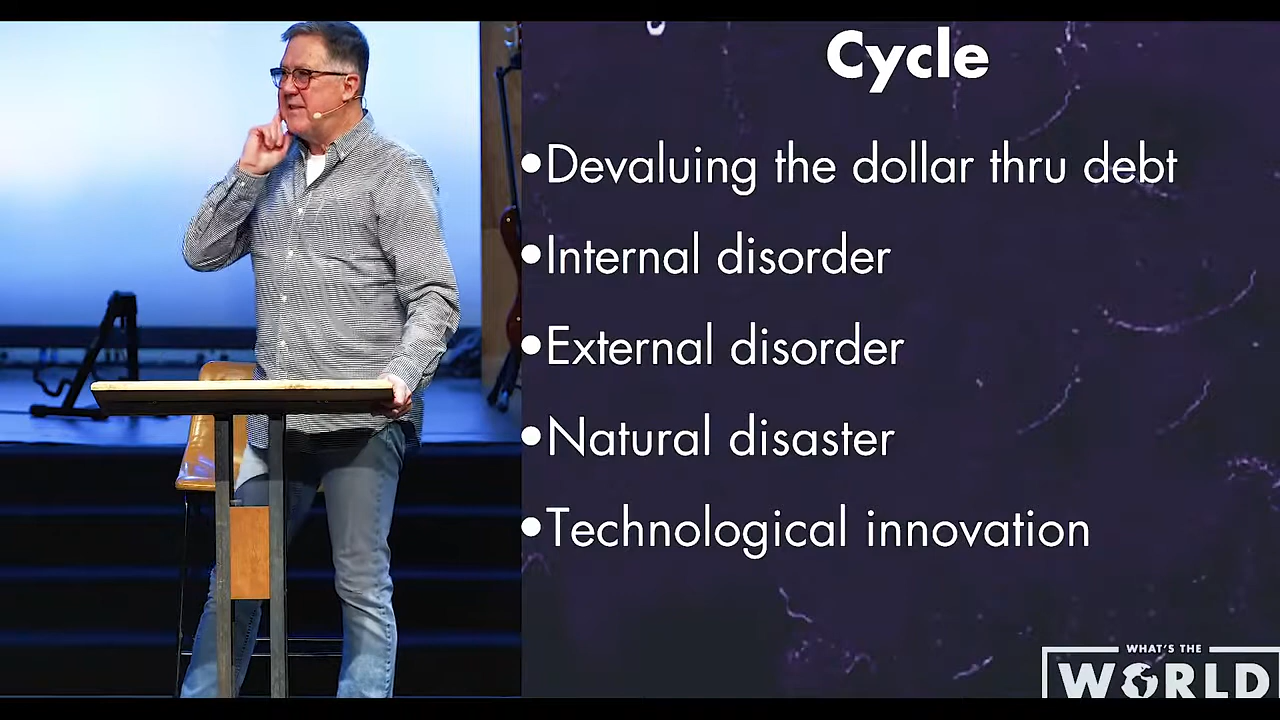 Cycle
•Devaluing the dollar thru debt
•Internal disorder
•External disorder
•Natural disaster
•Technological innovation
WHAT'S THE
WORLD